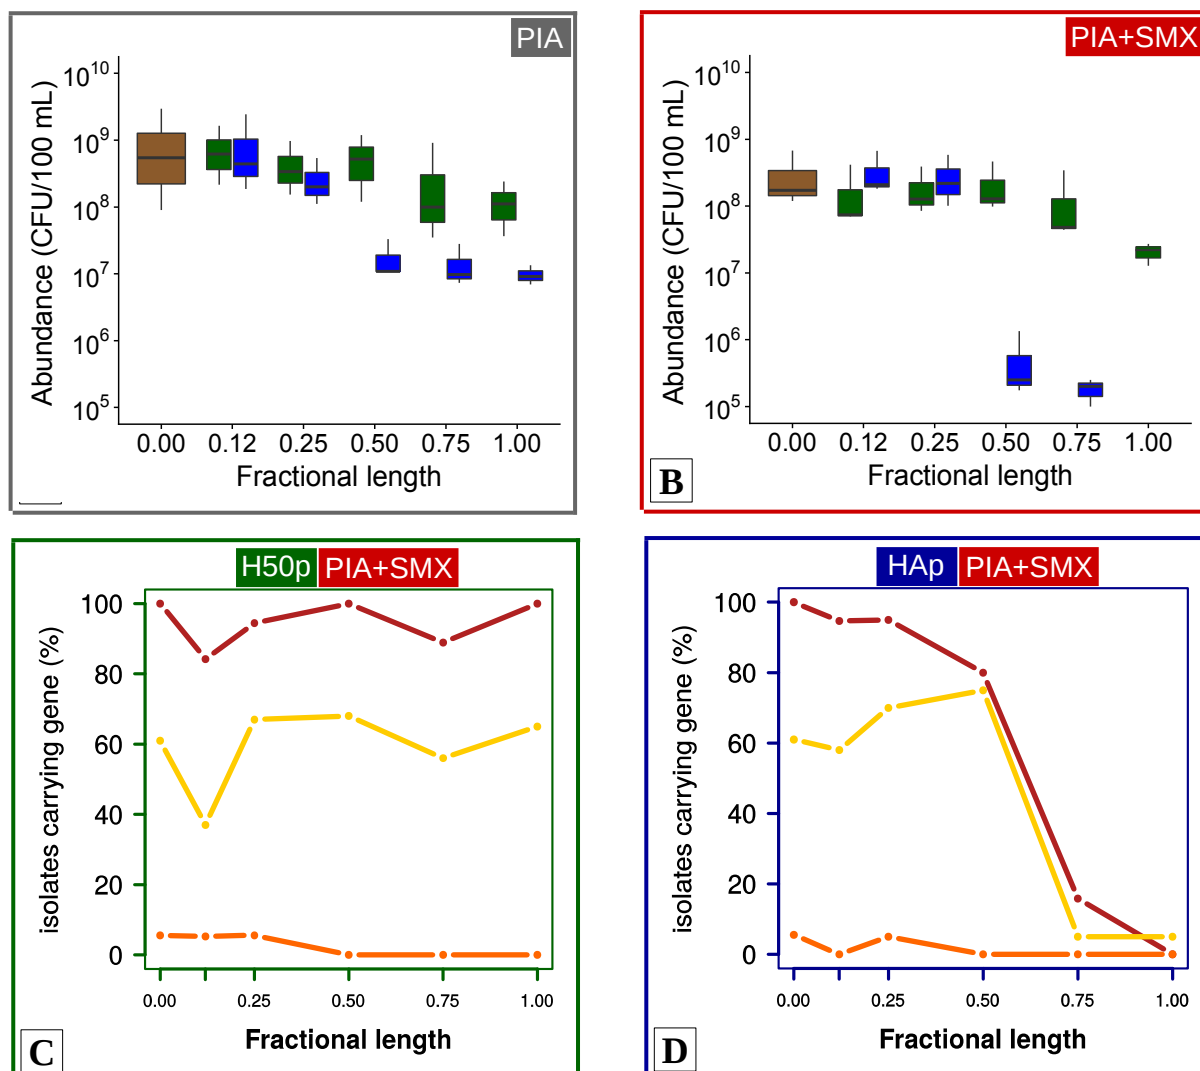 PIA
Abundance (CFU/100 mL)
10^10
10^9
10^8
10^7
10^6
10^5
0.00 0.12 0.25 0.50 0.75 1.00
Fractional length
PIA+SMX
Abundance (CFU/100 mL)
10^10
10^9
10^8
10^7
10^6
10^5
0.00 0.12 0.25 0.50 0.75 1.00
Fractional length
B
H50p PIA+SMX
isolates carrying gene (%)
100
80
60
40
20
0
0.00 0.25 0.50 0.75 1.00
Fractional length
C
HAp PIA+SMX
isolates carrying gene (%)
100
80
60
40
20
0
0.00 0.25 0.50 0.75 1.00
Fractional length
D